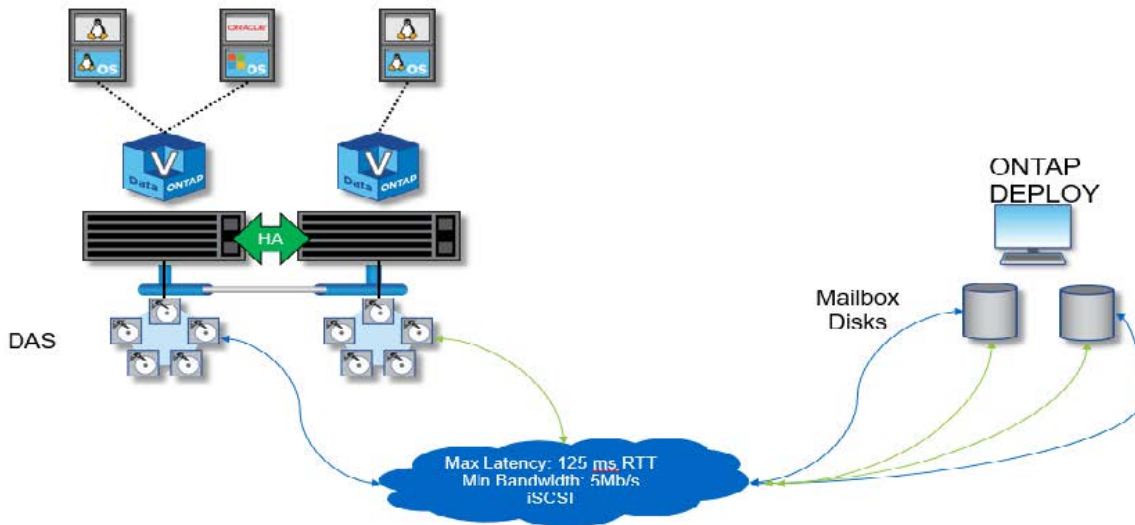 ORACLE
OS
OS
OS
V
Data ONTAP
V
Data ONTAP
HA
ONTAP
DEPLOY
Mailbox
Disks
DAS
Max Latency: 125 ms RTT
Min Bandwidth: 5Mb/s
iSCSI